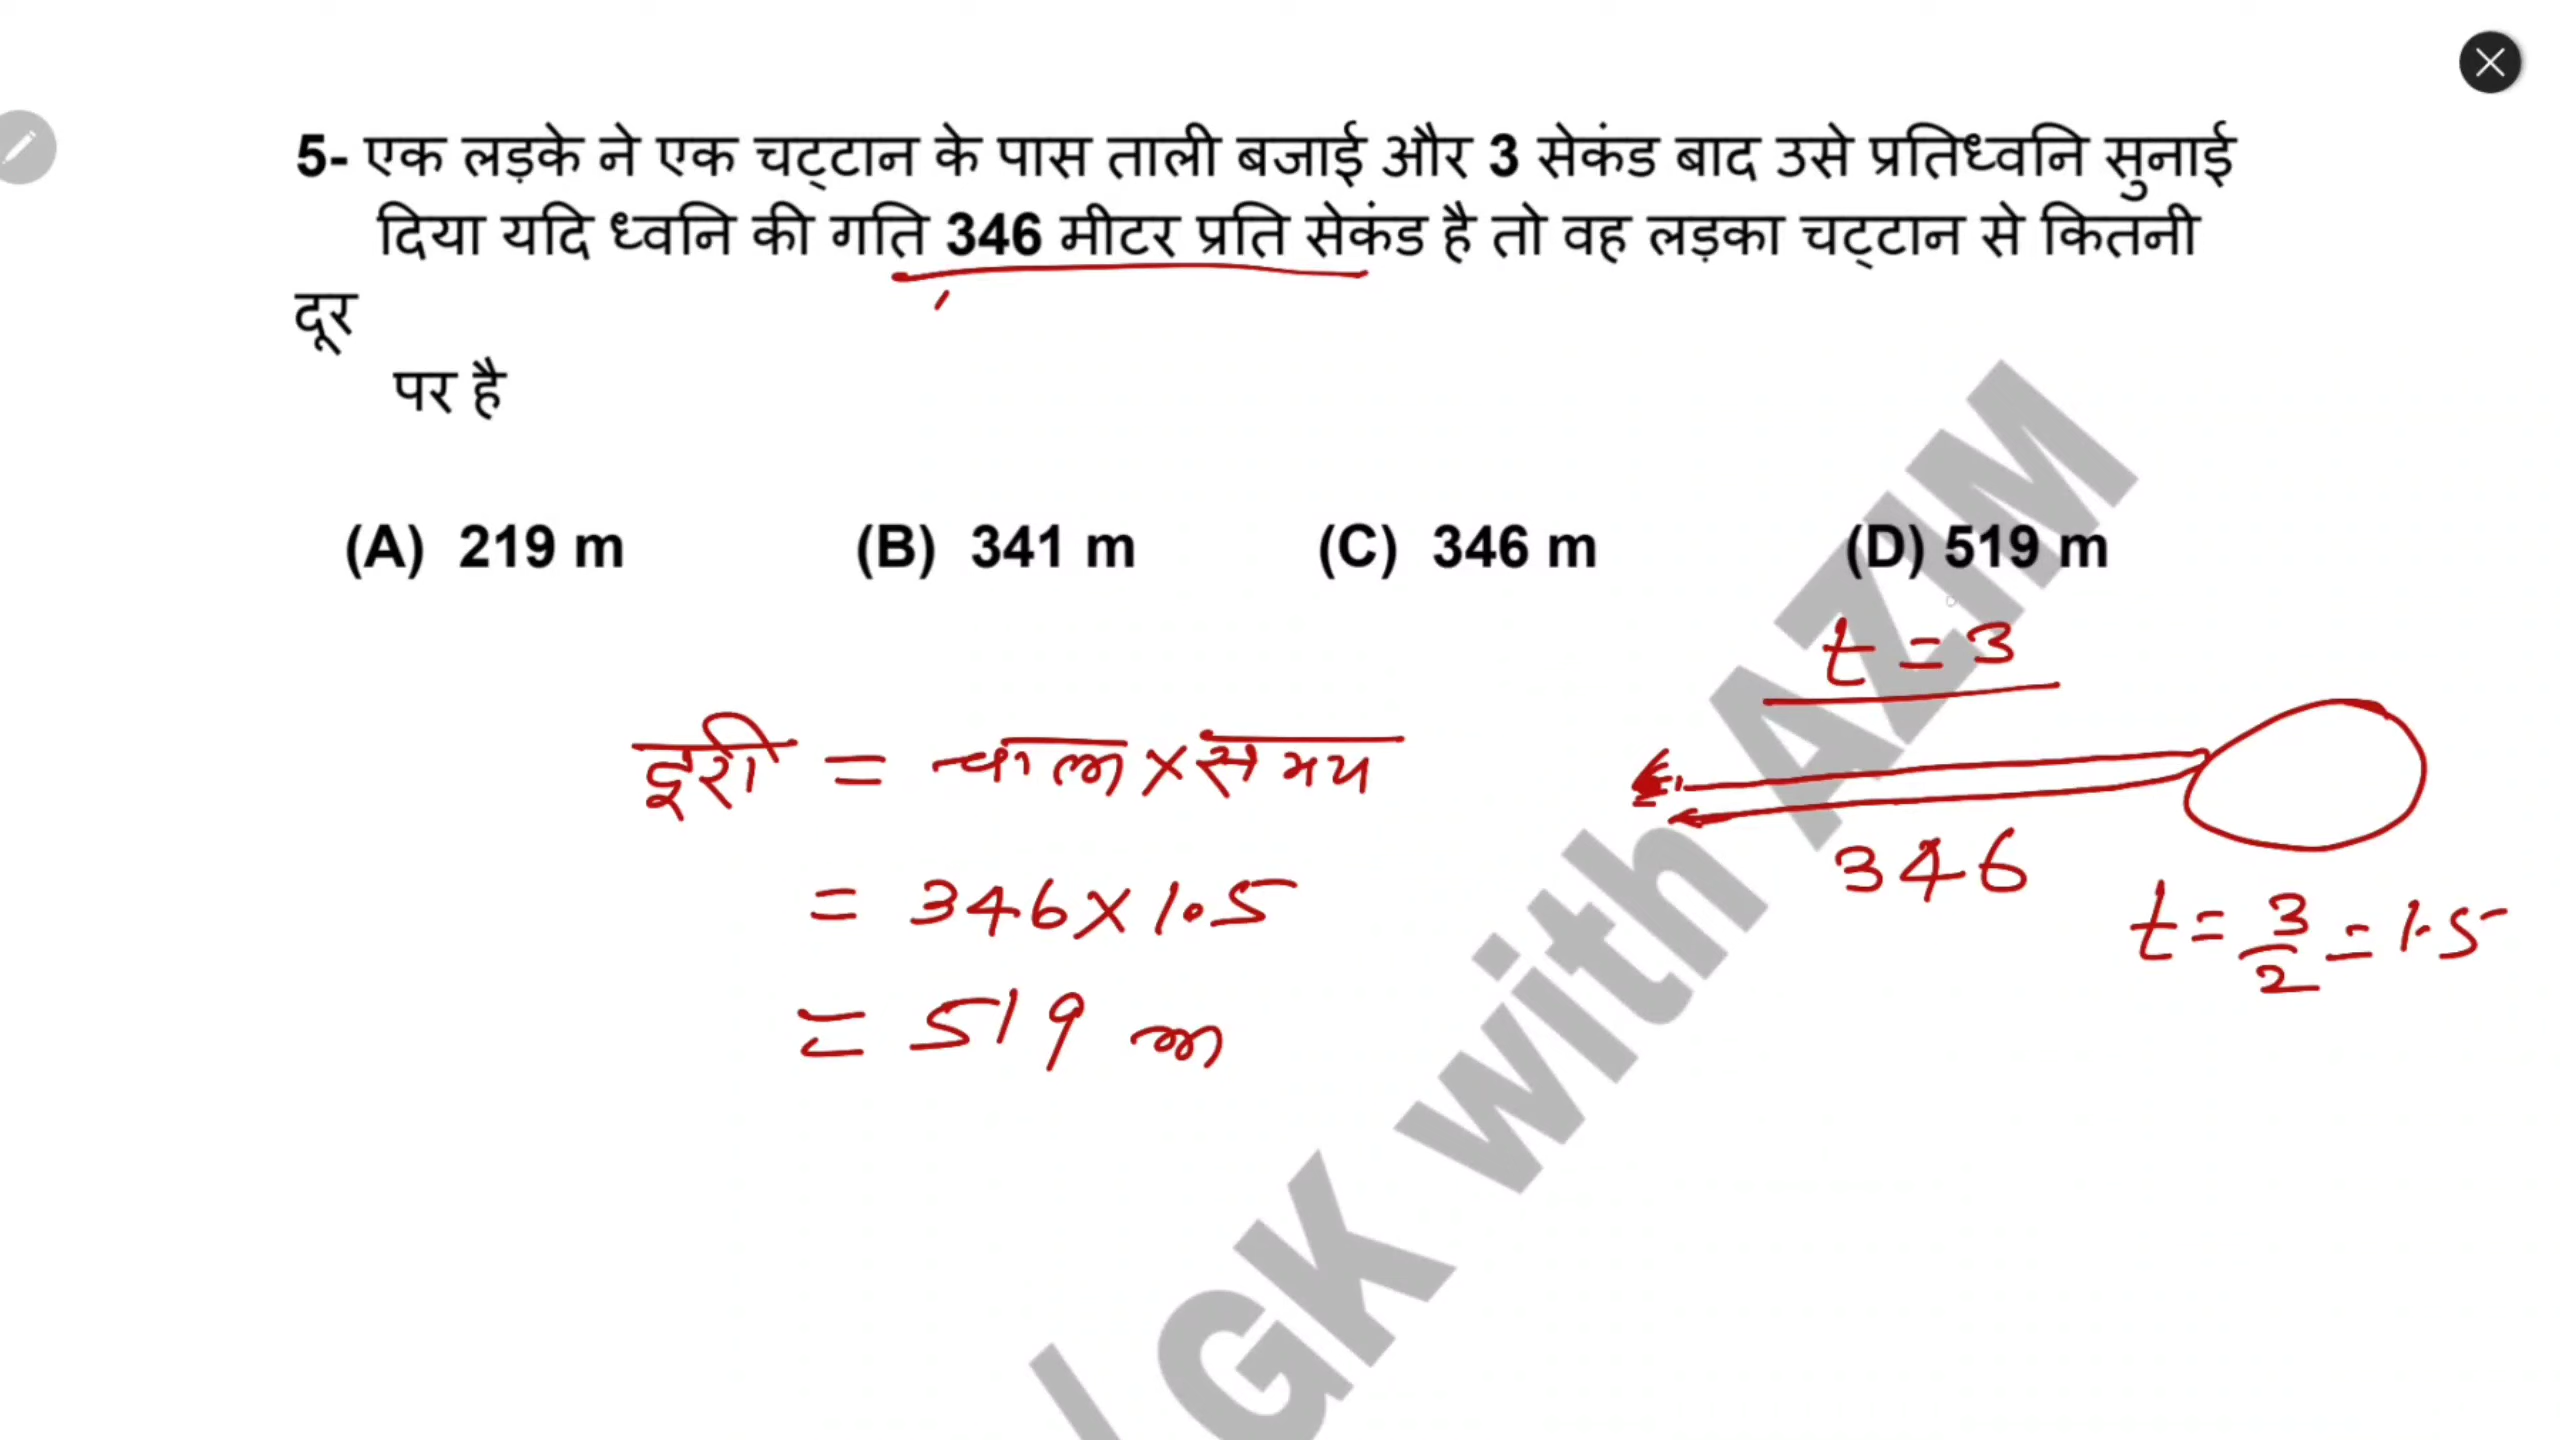 5- एक लड़के ने एक चट्टान के पास ताली बजाई और 3 सेकंड बाद उसे प्रतिध्वनि सुनाई
दिया यदि ध्वनि की गति 346 मीटर प्रति सेकंड है तो वह लड़का चट्टान से कितनी
दूर
पर है
(A) 219 m (B) 341 m (C) 346 m (D) 519 m
t = 3
दूरी = चाल × समय
346
= 346 × 1.5
t = 3/2 = 1.5
= 519 m
GK with AZIM